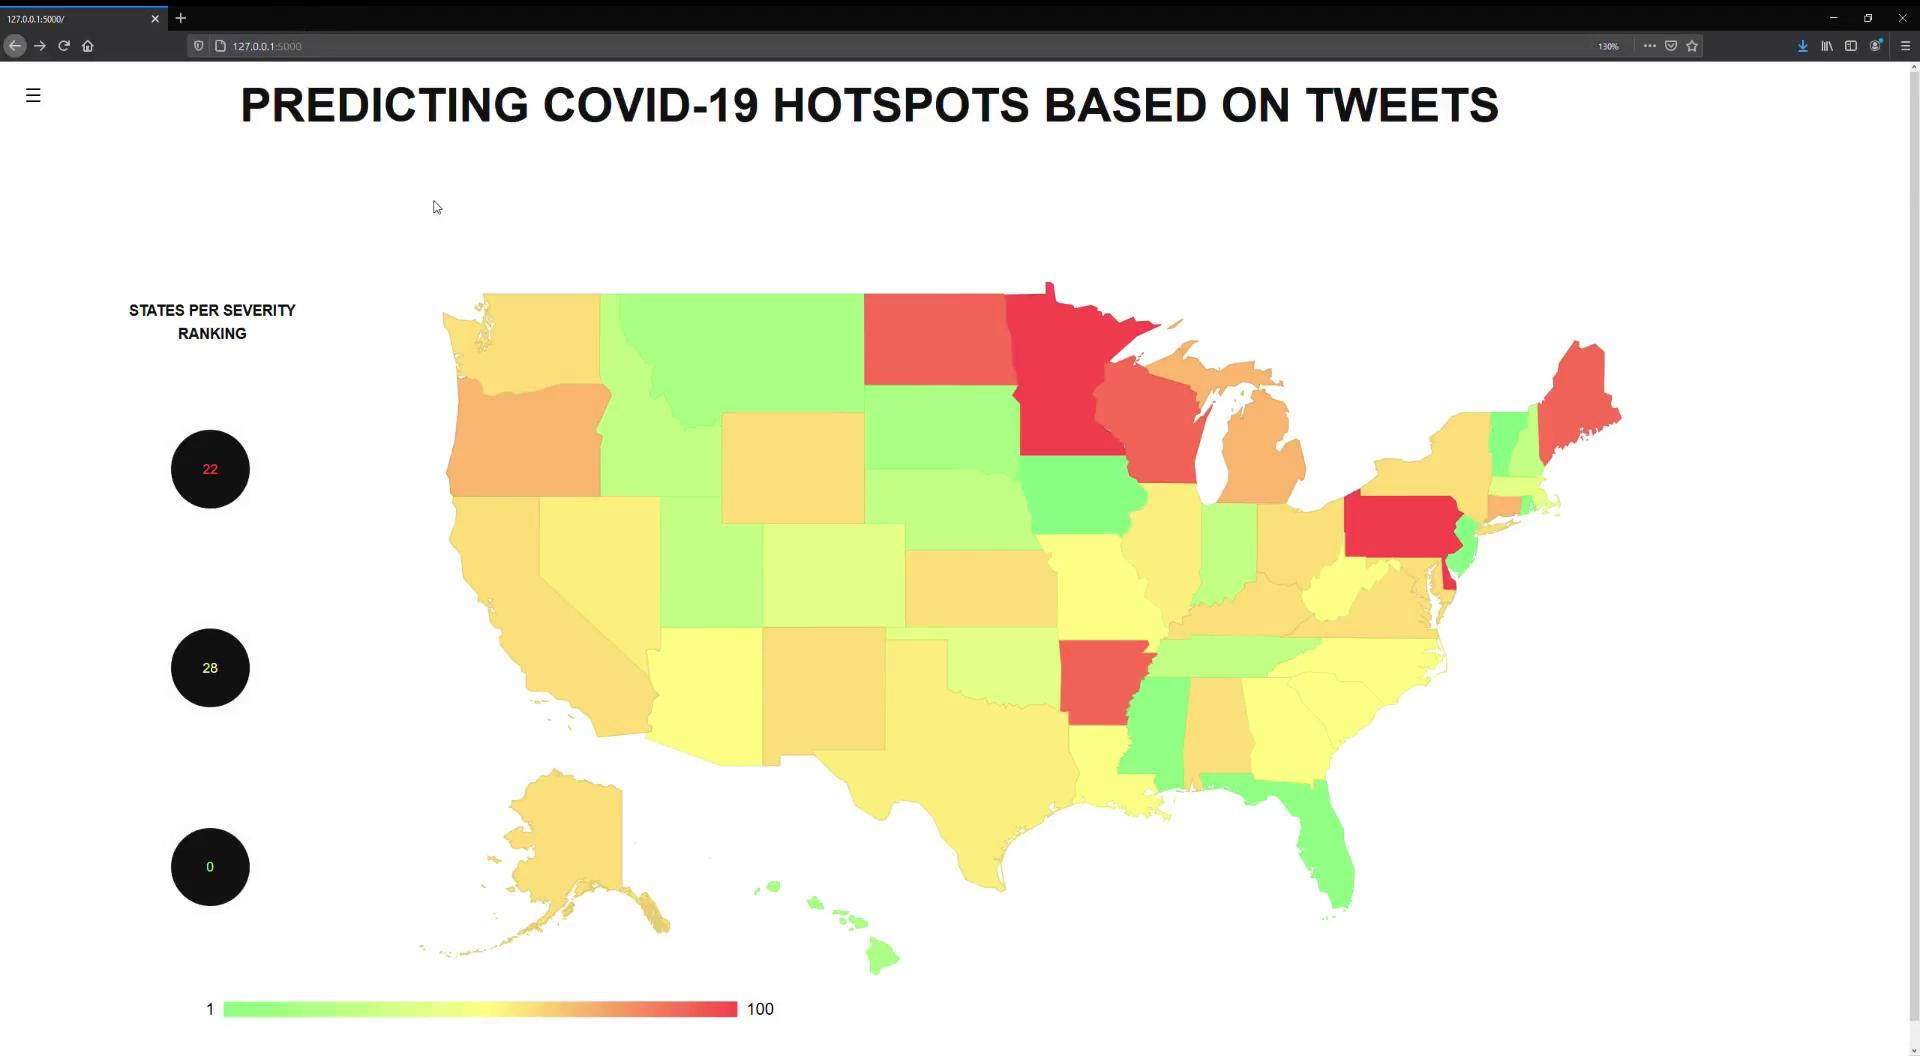 127.0.0.1:5000/
127.0.0.1:5000
130%
PREDICTING COVID-19 HOTSPOTS BASED ON TWEETS
STATES PER SEVERITY
RANKING
22
28
0
1
100